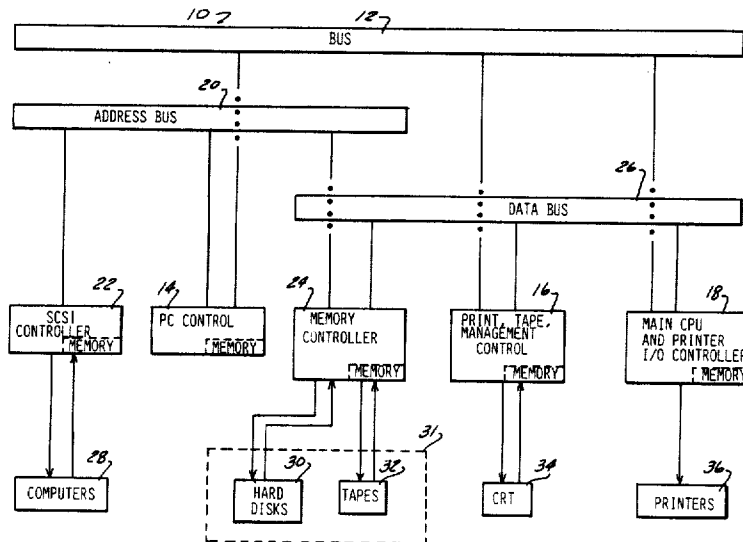 10
12
BUS
20
ADDRESS BUS
26
DATA BUS
22
SCSI
CONTROLLER
MEMORY
14
PC CONTROL
MEMORY
24
MEMORY
CONTROLLER
MEMORY
16
PRINT, TAPE,
MANAGEMENT
CONTROL
MEMORY
18
MAIN CPU
AND PRINTER
I/O CONTROLLER
MEMORY
28
COMPUTERS
31
30
HARD
DISKS
32
TAPES
34
CRT
36
PRINTERS